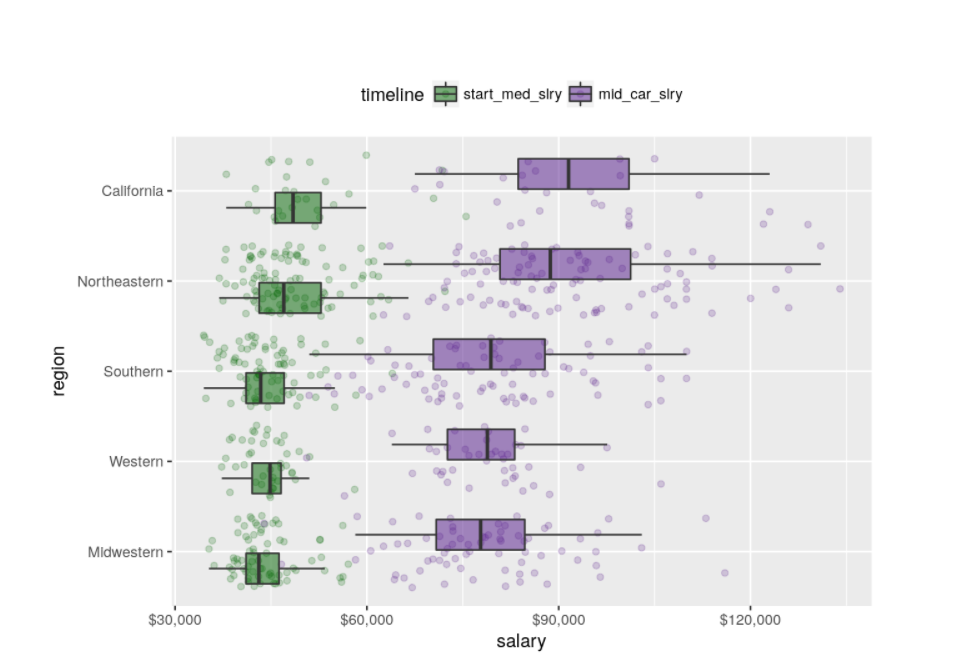 timeline start_med_slry mid_car_slry
California
Northeastern
Southern
Western
Midwestern
region
$30,000 $60,000 $90,000 $120,000
salary